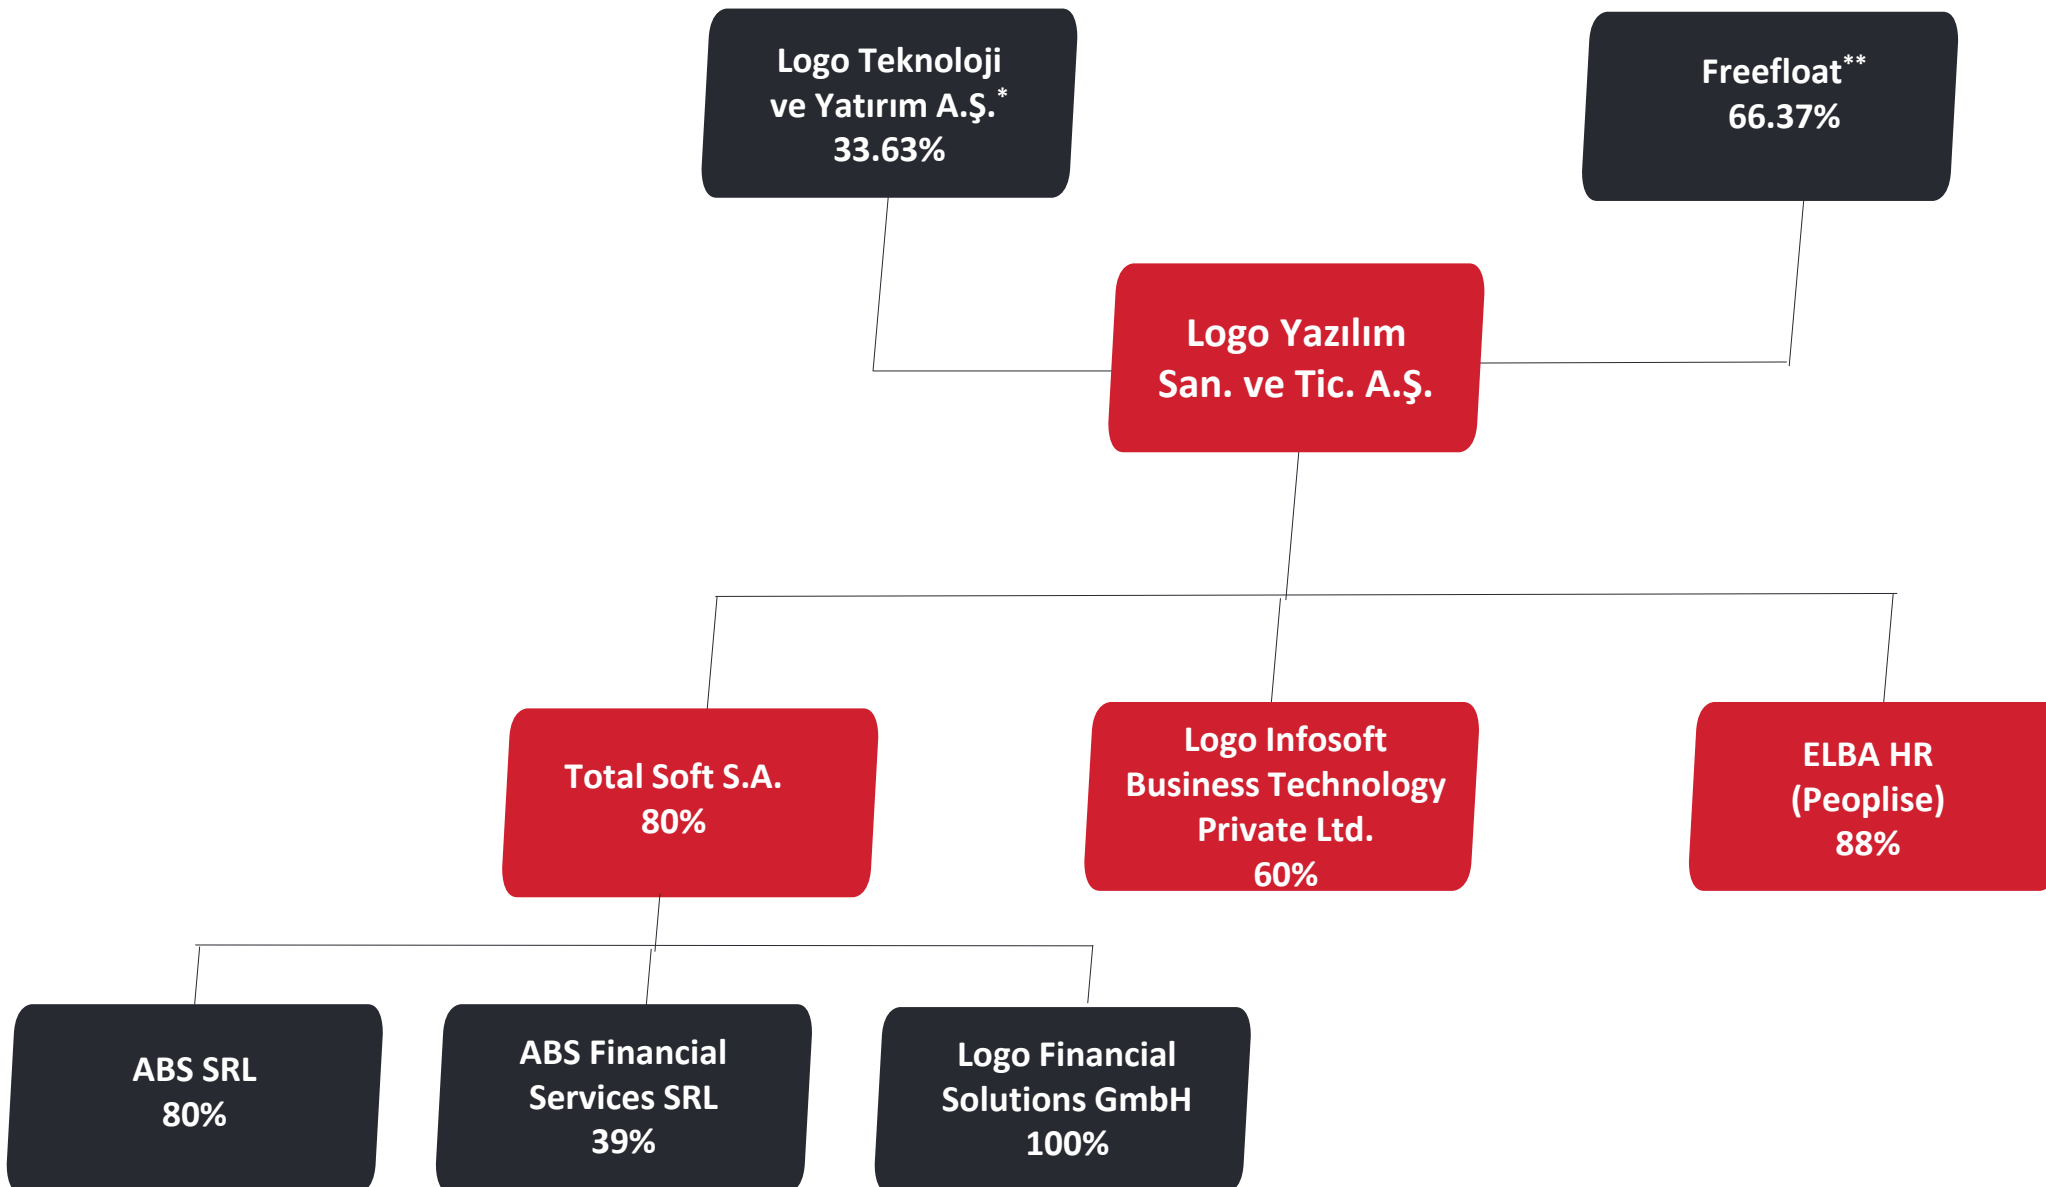 Logo Teknoloji
ve Yatırım A.Ş.*
33.63%
Freefloat**
66.37%
Logo Yazılım
San. ve Tic. A.Ş.
Total Soft S.A.
80%
Logo Infosoft
Business Technology
Private Ltd.
60%
ELBA HR
(Peoplise)
88%
ABS SRL
80%
ABS Financial
Services SRL
39%
Logo Financial
Solutions GmbH
100%